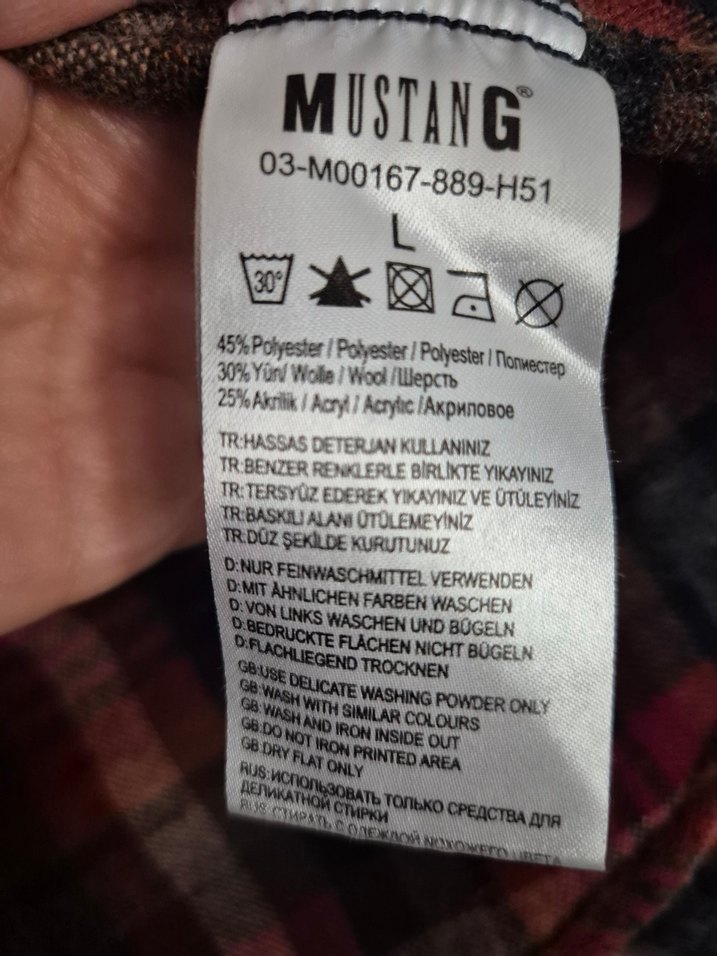 MUSTANG®
03-M00167-889-H51
L
30°
45% Polyester / Polyester / Polyester / Полиестер
30% Yün/ Wolle / Wool /Шерсть
25% Akrilik / Acryl / Acrylic /Акриловое
TR:HASSAS DETERJAN KULLANINIZ
TR:BENZER RENKLERLE BİRLİKTE YIKAYINIZ
TR:TERSYÜZ EDEREK YIKAYINIZ VE ÜTÜLEYİNİZ
TR:BASKILI ALANI ÜTÜLEMEYİNİZ
TR:DÜZ ŞEKİLDE KURUTUNUZ
D:NUR FEINWASCHMITTEL VERWENDEN
D:MIT ÄHNLICHEN FARBEN WASCHEN
D:VON LINKS WASCHEN UND BÜGELN
D:BEDRUCKTE FLÄCHEN NICHT BÜGELN
D:FLACHLIEGEND TROCKNEN
GB:USE DELICATE WASHING POWDER ONLY
GB:WASH WITH SIMILAR COLOURS
GB:WASH AND IRON INSIDE OUT
GB:DO NOT IRON PRINTED AREA
GB:DRY FLAT ONLY
RUS:ИСПОЛЬЗОВАТЬ ТОЛЬКО СРЕДСТВА ДЛЯ
ДЕЛИКАТНОЙ СТИРКИ
RUS:СТИРАТЬ С ОДЕЖДОЙ ЦВЕТА